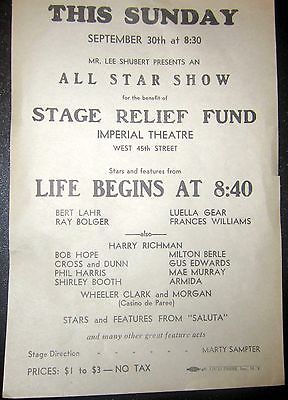 THIS SUNDAY
SEPTEMBER 30th at 8:30
MR. LEE SHUBERT PRESENTS AN
ALL STAR SHOW
for the benefit of
STAGE RELIEF FUND
IMPERIAL THEATRE
WEST 45th STREET
Stars and features from
LIFE BEGINS AT 8:40
BERT LAHR LUELLA GEAR
RAY BOLGER FRANCES WILLIAMS
—also—
HARRY RICHMAN
BOB HOPE MILTON BERLE
CROSS and DUNN GUS EDWARDS
PHIL HARRIS MAE MURRAY
SHIRLEY BOOTH ARMIDA
WHEELER CLARK and MORGAN
(Casino de Paree)
STARS and FEATURES FROM "SALUTA"
and many other great feature acts
Stage Direction - - - - - - MARTY SAMPTER
PRICES: $1 to $3—NO TAX